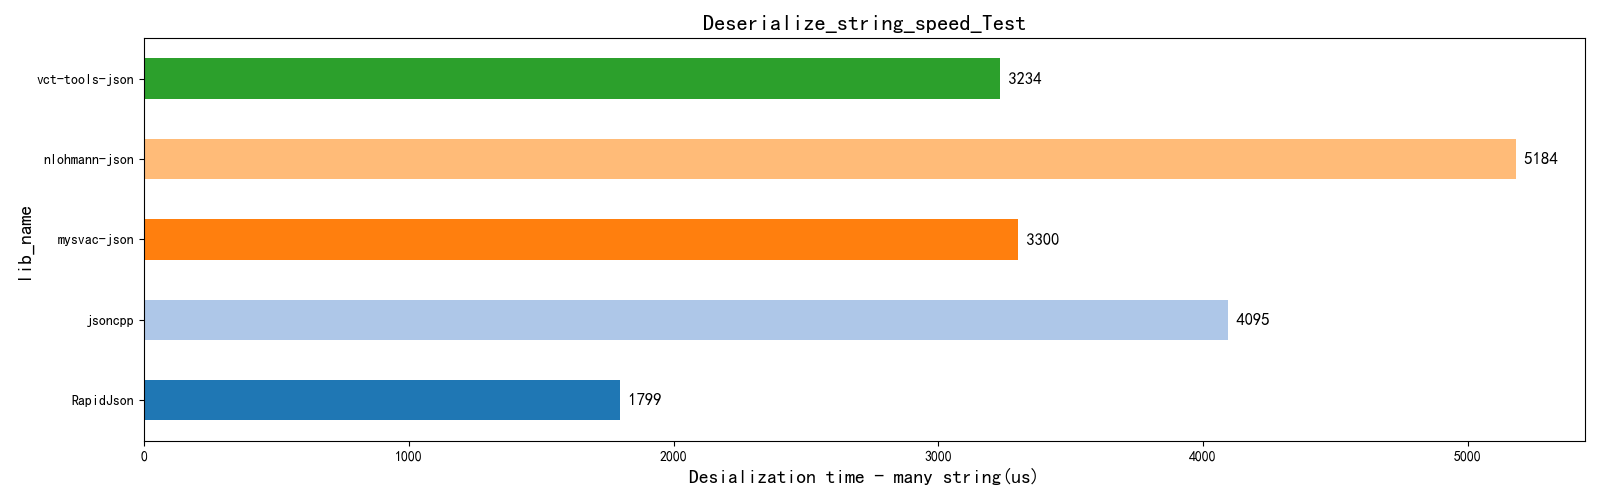 Deserialize_string_speed_Test
lib_name
vct-tools-json
3234
nlohmann-json
5184
mysvac-json
3300
jsoncpp
4095
RapidJson
1799
0 1000 2000 3000 4000 5000
Desialization time - many string(us)